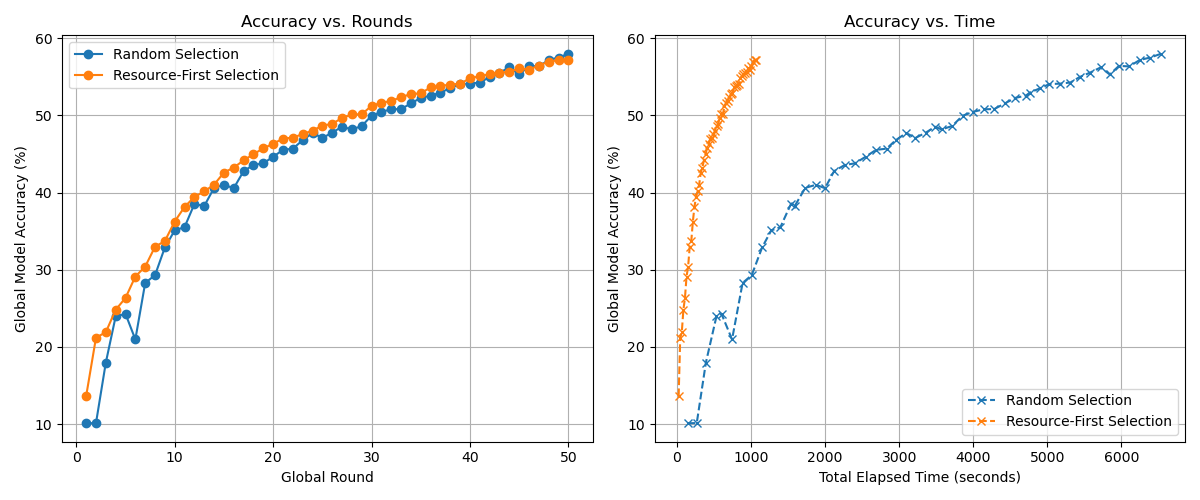 Accuracy vs. Rounds
Global Model Accuracy (%)
60
50
40
30
20
10
Random Selection
Resource-First Selection
0 10 20 30 40 50
Global Round
Accuracy vs. Time
Global Model Accuracy (%)
60
50
40
30
20
10
Random Selection
Resource-First Selection
0 1000 2000 3000 4000 5000 6000
Total Elapsed Time (seconds)